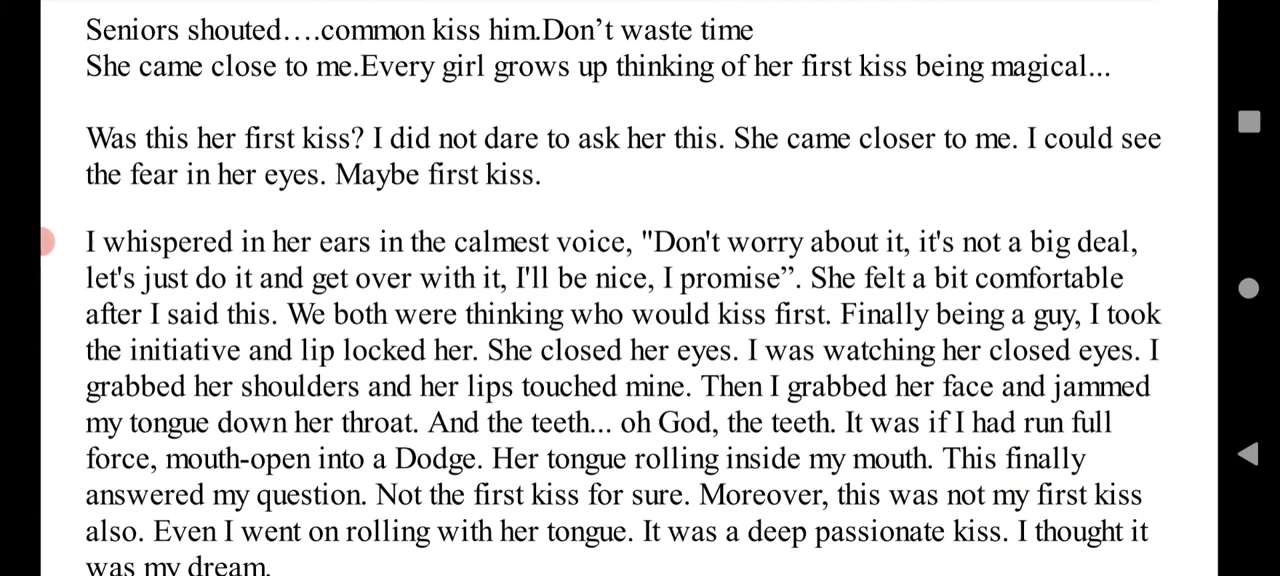 Seniors shouted….common kiss him.Don’t waste time
She came close to me.Every girl grows up thinking of her first kiss being magical...
Was this her first kiss? I did not dare to ask her this. She came closer to me. I could see
the fear in her eyes. Maybe first kiss.
I whispered in her ears in the calmest voice, "Don't worry about it, it's not a big deal,
let's just do it and get over with it, I'll be nice, I promise”. She felt a bit comfortable
after I said this. We both were thinking who would kiss first. Finally being a guy, I took
the initiative and lip locked her. She closed her eyes. I was watching her closed eyes. I
grabbed her shoulders and her lips touched mine. Then I grabbed her face and jammed
my tongue down her throat. And the teeth... oh God, the teeth. It was if I had run full
force, mouth-open into a Dodge. Her tongue rolling inside my mouth. This finally
answered my question. Not the first kiss for sure. Moreover, this was not my first kiss
also. Even I went on rolling with her tongue. It was a deep passionate kiss. I thought it
was my dream.